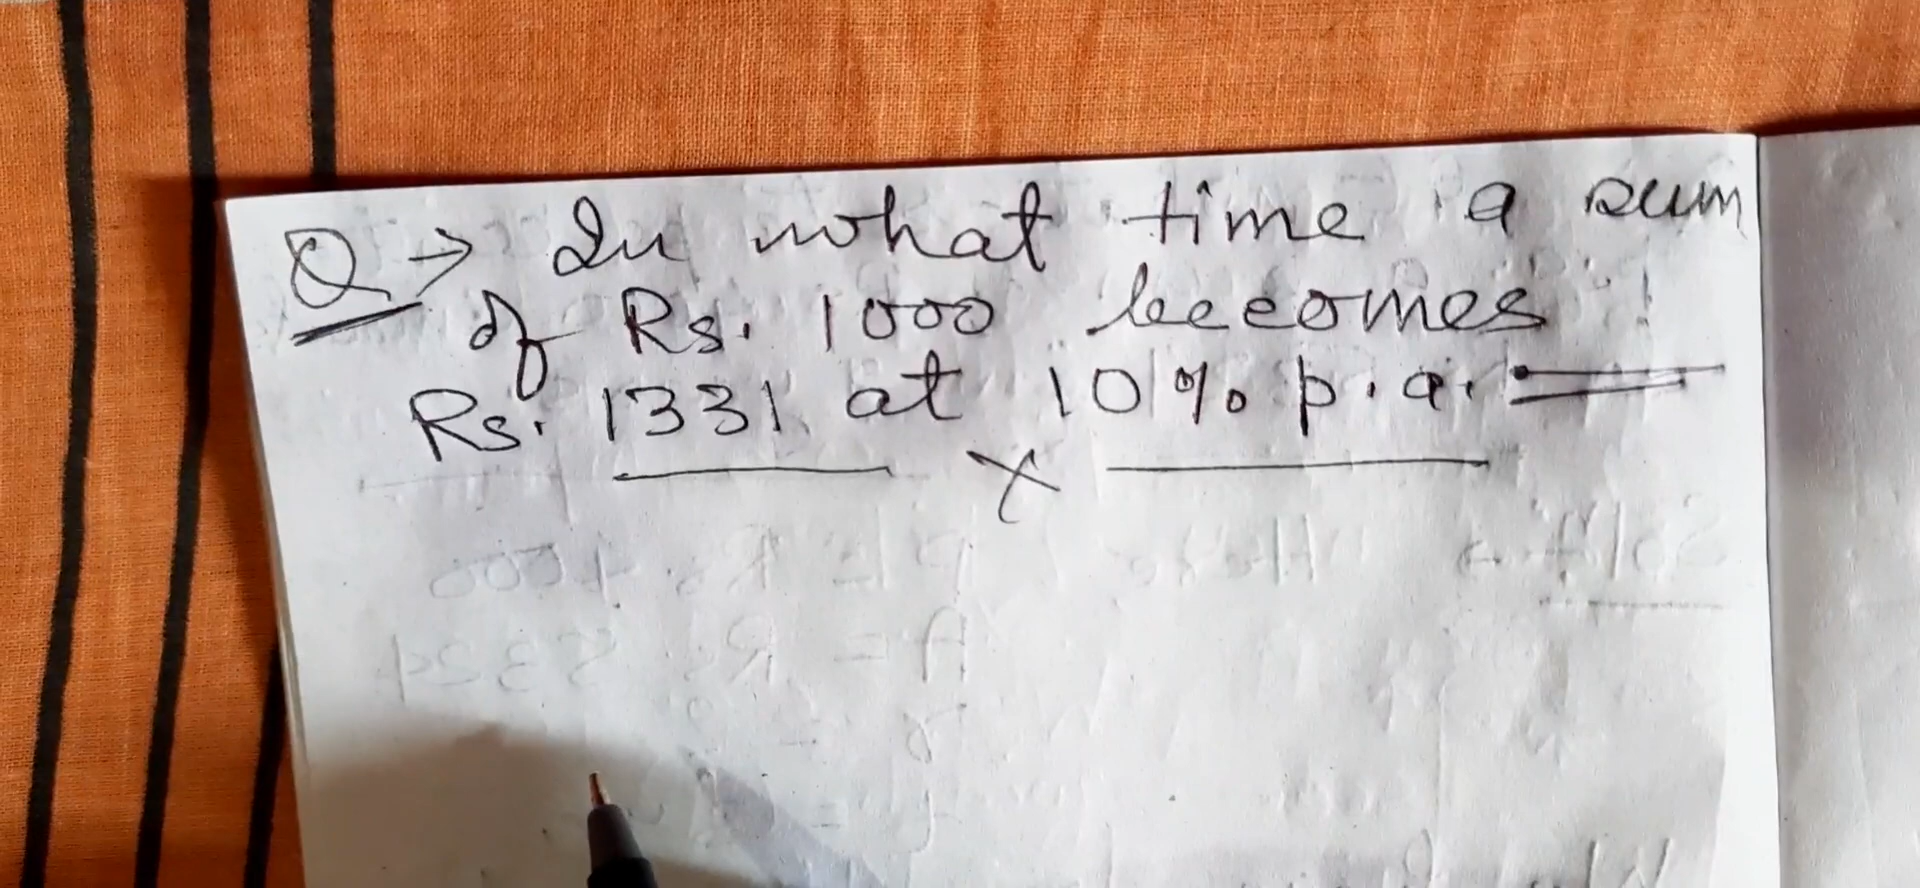 Q → In what time a sum
of Rs. 1000 becomes
Rs. 1331 at 10% p.a.